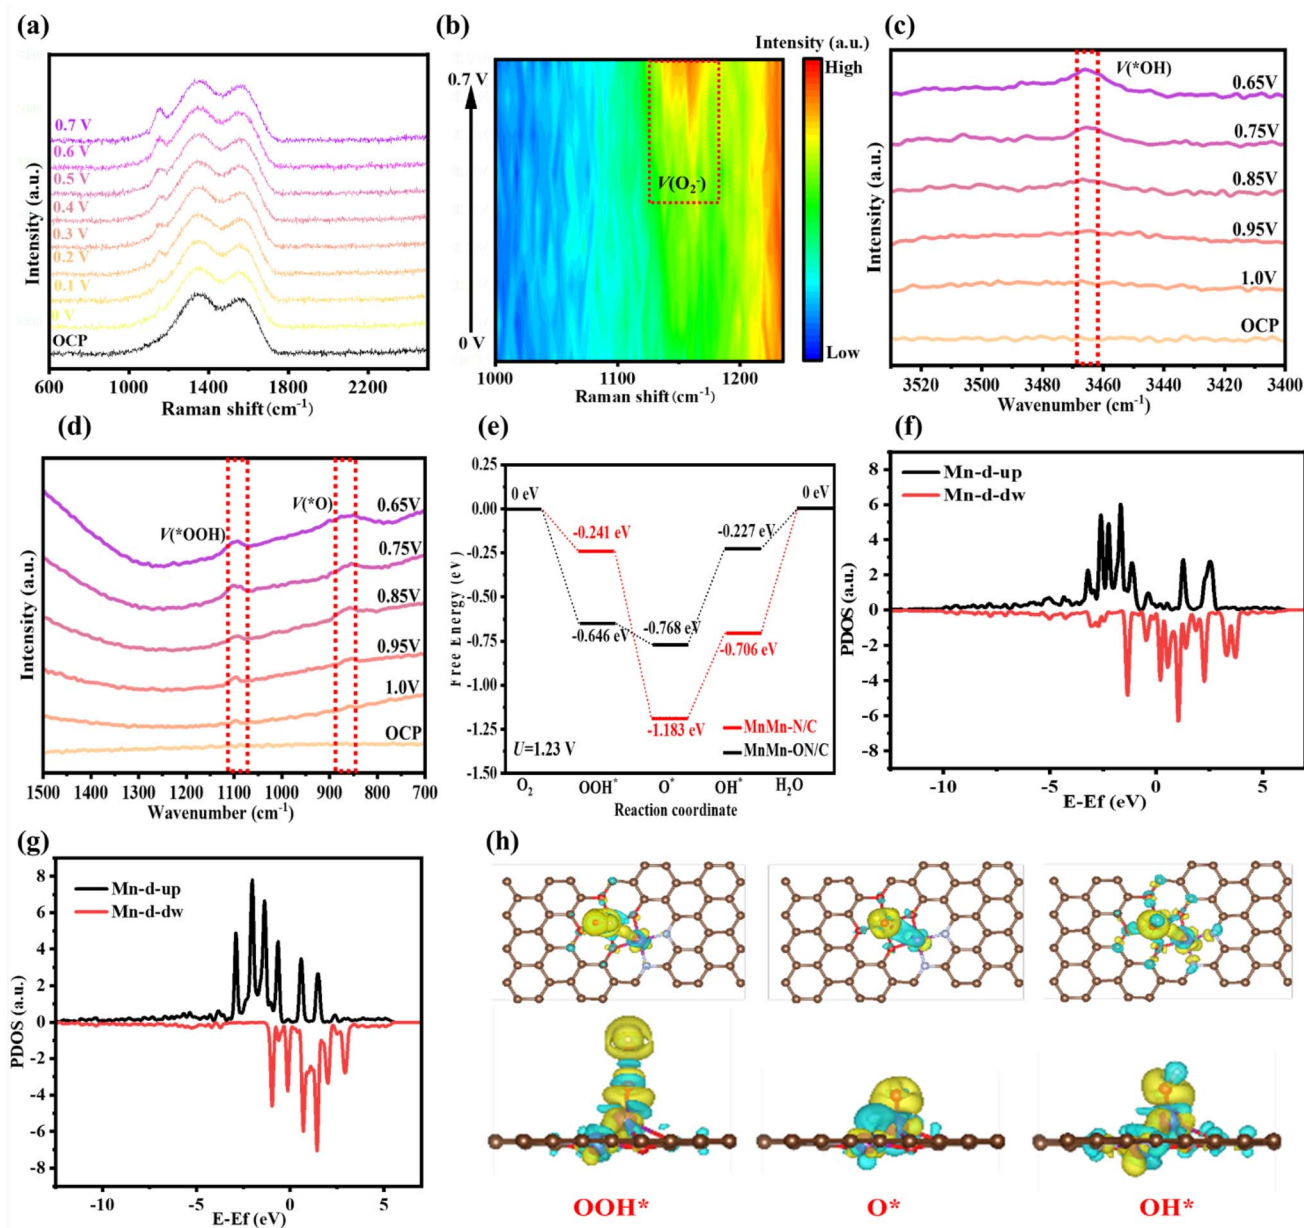 (a)
0.7 V
0.6 V
0.5 V
0.4 V
0.3 V
0.2 V
0.1 V
0 V
OCP
Intensity (a.u.)
600 1000 1400 1800 2200
Raman shift(cm⁻¹)
(b)
Intensity (a.u.)
High
Low
0.7 V
0 V
V(O₂⁻)
1000 1100 1200
Raman shift(cm⁻¹)
(c)
V(*OH)
0.65V
0.75V
0.85V
0.95V
1.0V
OCP
Intensity (a.u.)
3520 3500 3480 3460 3440 3420 3400
Wavenumber (cm⁻¹)
(d)
V(*OOH)
V(*O)
0.65V
0.75V
0.85V
0.95V
1.0V
OCP
Intensity (a.u.)
1500 1400 1300 1200 1100 1000 900 800 700
Wavenumber (cm⁻¹)
(e)
0.25
0.00
-0.25
-0.50
-0.75
-1.00
-1.25
-1.50
Free Energy (eV)
0 eV
-0.241 eV
-0.646 eV
-0.768 eV
-1.183 eV
-0.227 eV
-0.706 eV
0 eV
MnMn-N/C
MnMn-ON/C
U=1.23 V
O₂ OOH* O* OH* H₂O
Reaction coordinate
(f)
Mn-d-up
Mn-d-dw
8
6
4
2
0
-2
-4
-6
-8
PDOS (a.u.)
-10 -5 0 5
E-Ef (eV)
(g)
Mn-d-up
Mn-d-dw
8
6
4
2
0
-2
-4
-6
-8
PDOS (a.u.)
-10 -5 0 5
E-Ef (eV)
(h)
OOH* O* OH*